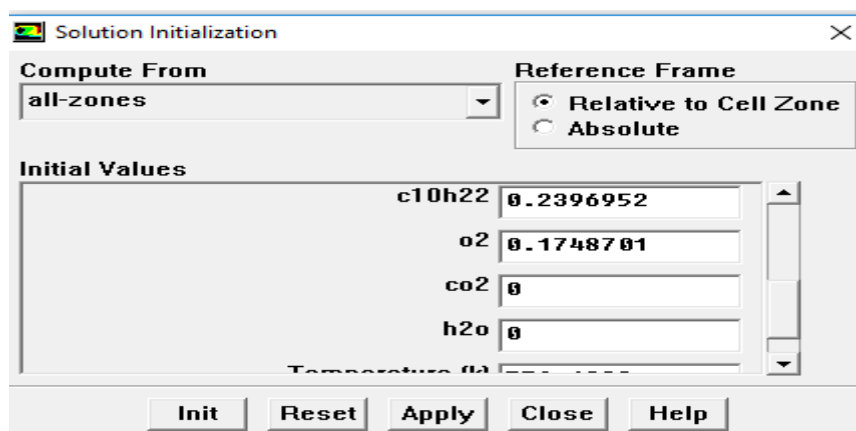 Solution Initialization
Compute From
Reference Frame
all-zones
Relative to Cell Zone
Absolute
Initial Values
c10h22 0.2396952
o2 0.1748701
co2 0
h2o 0
Temperature (k)
Init Reset Apply Close Help